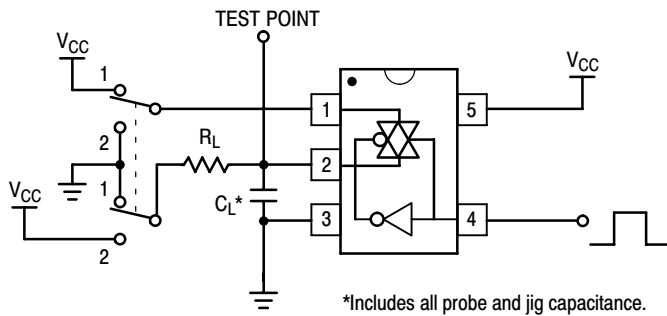 TEST POINT
VCC
1
2
1
2
VCC
RL
CL*
1
2
3
5
4
VCC
*Includes all probe and jig capacitance.